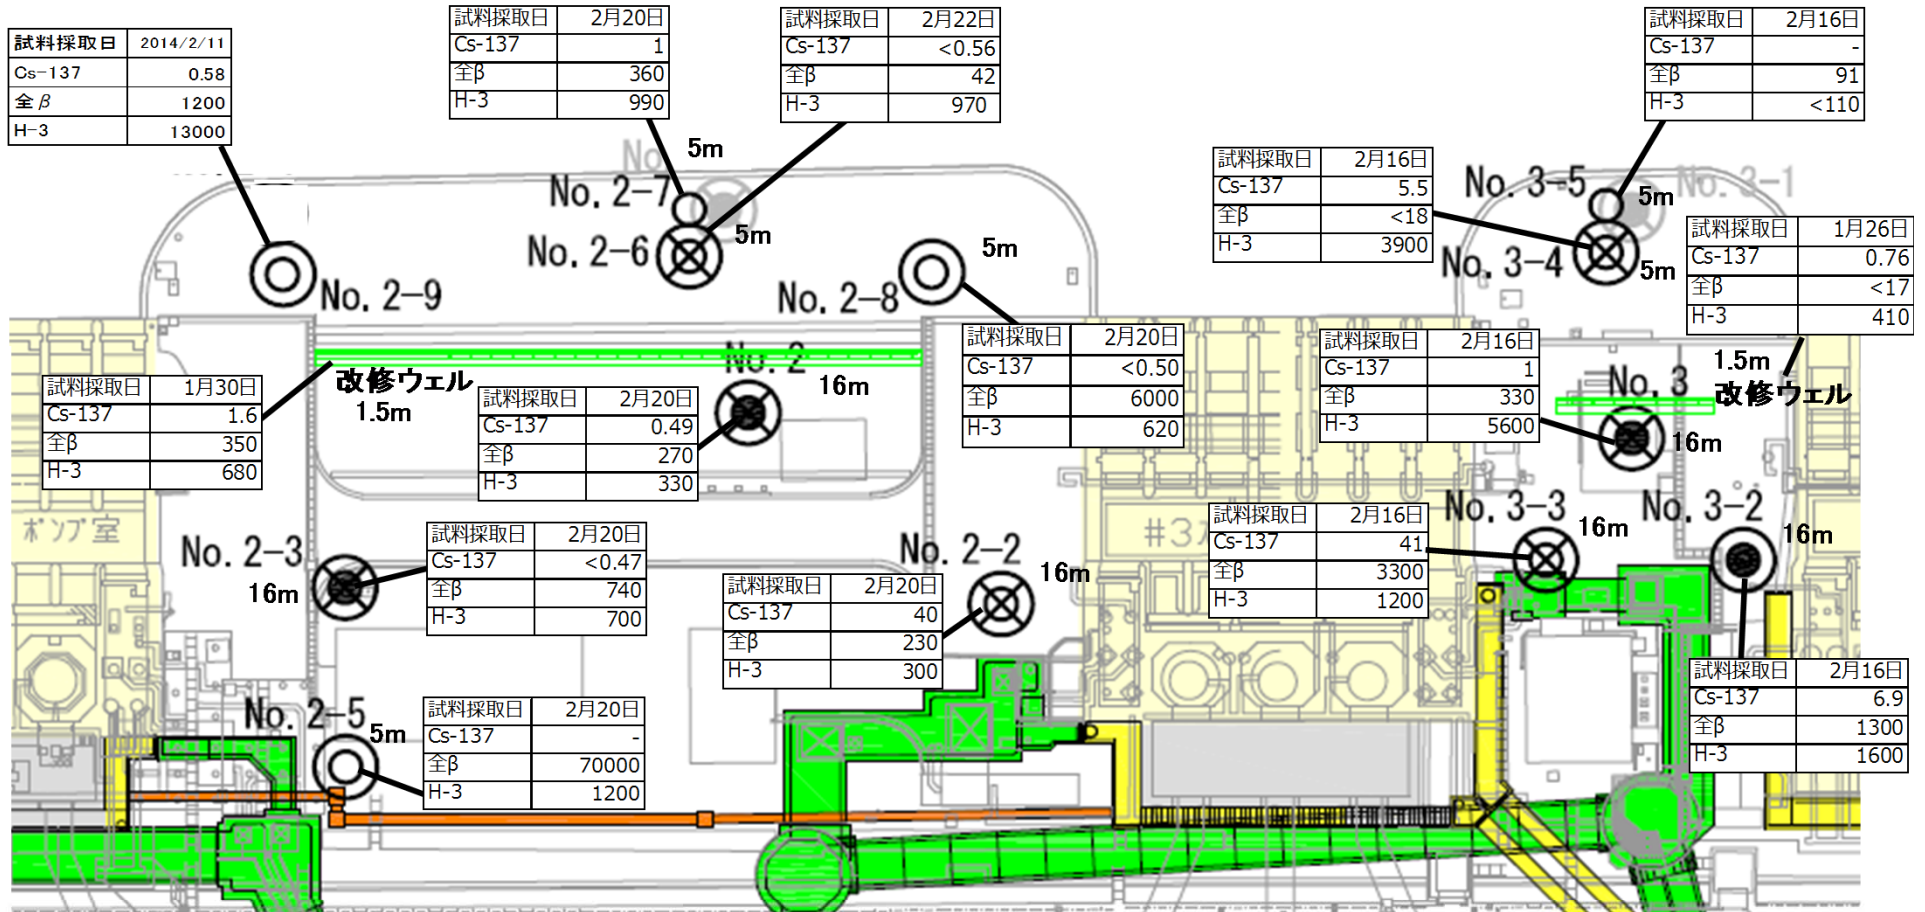 試料採取日 2014/2/11
Cs-137 0.58
全β 1200
H-3 13000
試料採取日 2月20日
Cs-137 1
全β 360
H-3 990
試料採取日 2月22日
Cs-137 <0.56
全β 42
H-3 970
試料採取日 2月16日
Cs-137 -
全β 91
H-3 <110
No 5m
No. 2-7
5m
No. 2-6
No. 2-9
5m
No. 2-8
試料採取日 2月16日
Cs-137 5.5
全β <18
H-3 3900
No. 3-5
5m
No. 3-1
No. 3-4
5m
試料採取日 1月26日
Cs-137 0.76
全β <17
H-3 410
試料採取日 1月30日
Cs-137 1.6
全β 350
H-3 680
改修ウェル
1.5m
No. 2
16m
試料採取日 2月20日
Cs-137 0.49
全β 270
H-3 330
試料採取日 2月20日
Cs-137 <0.50
全β 6000
H-3 620
試料採取日 2月16日
Cs-137 1
全β 330
H-3 5600
No. 3
16m
1.5m
改修ウェル
ポンプ室
No. 2-3
16m
試料採取日 2月20日
Cs-137 <0.47
全β 740
H-3 700
No. 2-2
16m
試料採取日 2月20日
Cs-137 40
全β 230
H-3 300
#3
試料採取日 2月16日
Cs-137 41
全β 3300
H-3 1200
No. 3-3
16m
No. 3-2
16m
試料採取日 2月16日
Cs-137 6.9
全β 1300
H-3 1600
No. 2-5
5m
試料採取日 2月20日
Cs-137 -
全β 70000
H-3 1200